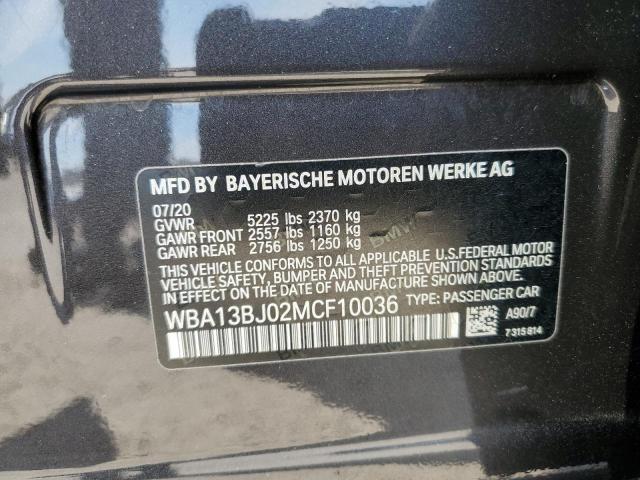 MFD BY BAYERISCHE MOTOREN WERKE AG
07/20
GVWR 5225 lbs 2370 kg
GAWR FRONT 2557 lbs 1160 kg
GAWR REAR 2756 lbs 1250 kg
THIS VEHICLE CONFORMS TO ALL APPLICABLE U.S.FEDERAL MOTOR
VEHICLE SAFETY, BUMPER AND THEFT PREVENTION STANDARDS
IN EFFECT ON THE DATE OF MANUFACTURE SHOWN ABOVE.
WBA13BJ02MCF10036 TYPE: PASSENGER CAR
A90/7
7315814